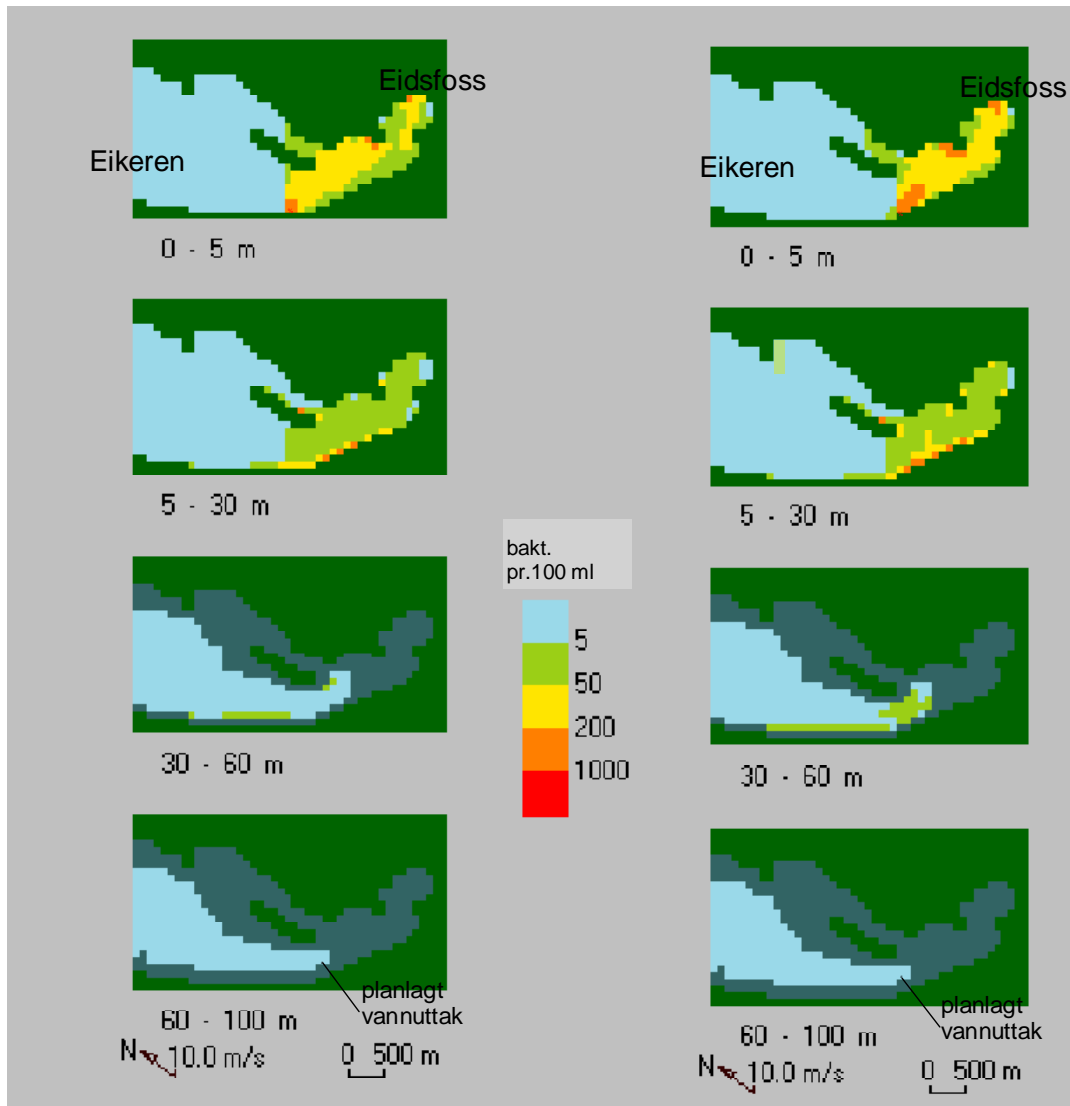 Eidsfoss
Eikeren
0 - 5 m
5 - 30 m
30 - 60 m
planlagt
vannuttak
60 - 100 m
N 10.0 m/s
0 500 m
bakt.
pr.100 ml
5
50
200
1000
Eidsfoss
Eikeren
0 - 5 m
5 - 30 m
30 - 60 m
planlagt
vannuttak
60 - 100 m
N 10.0 m/s
0 500 m